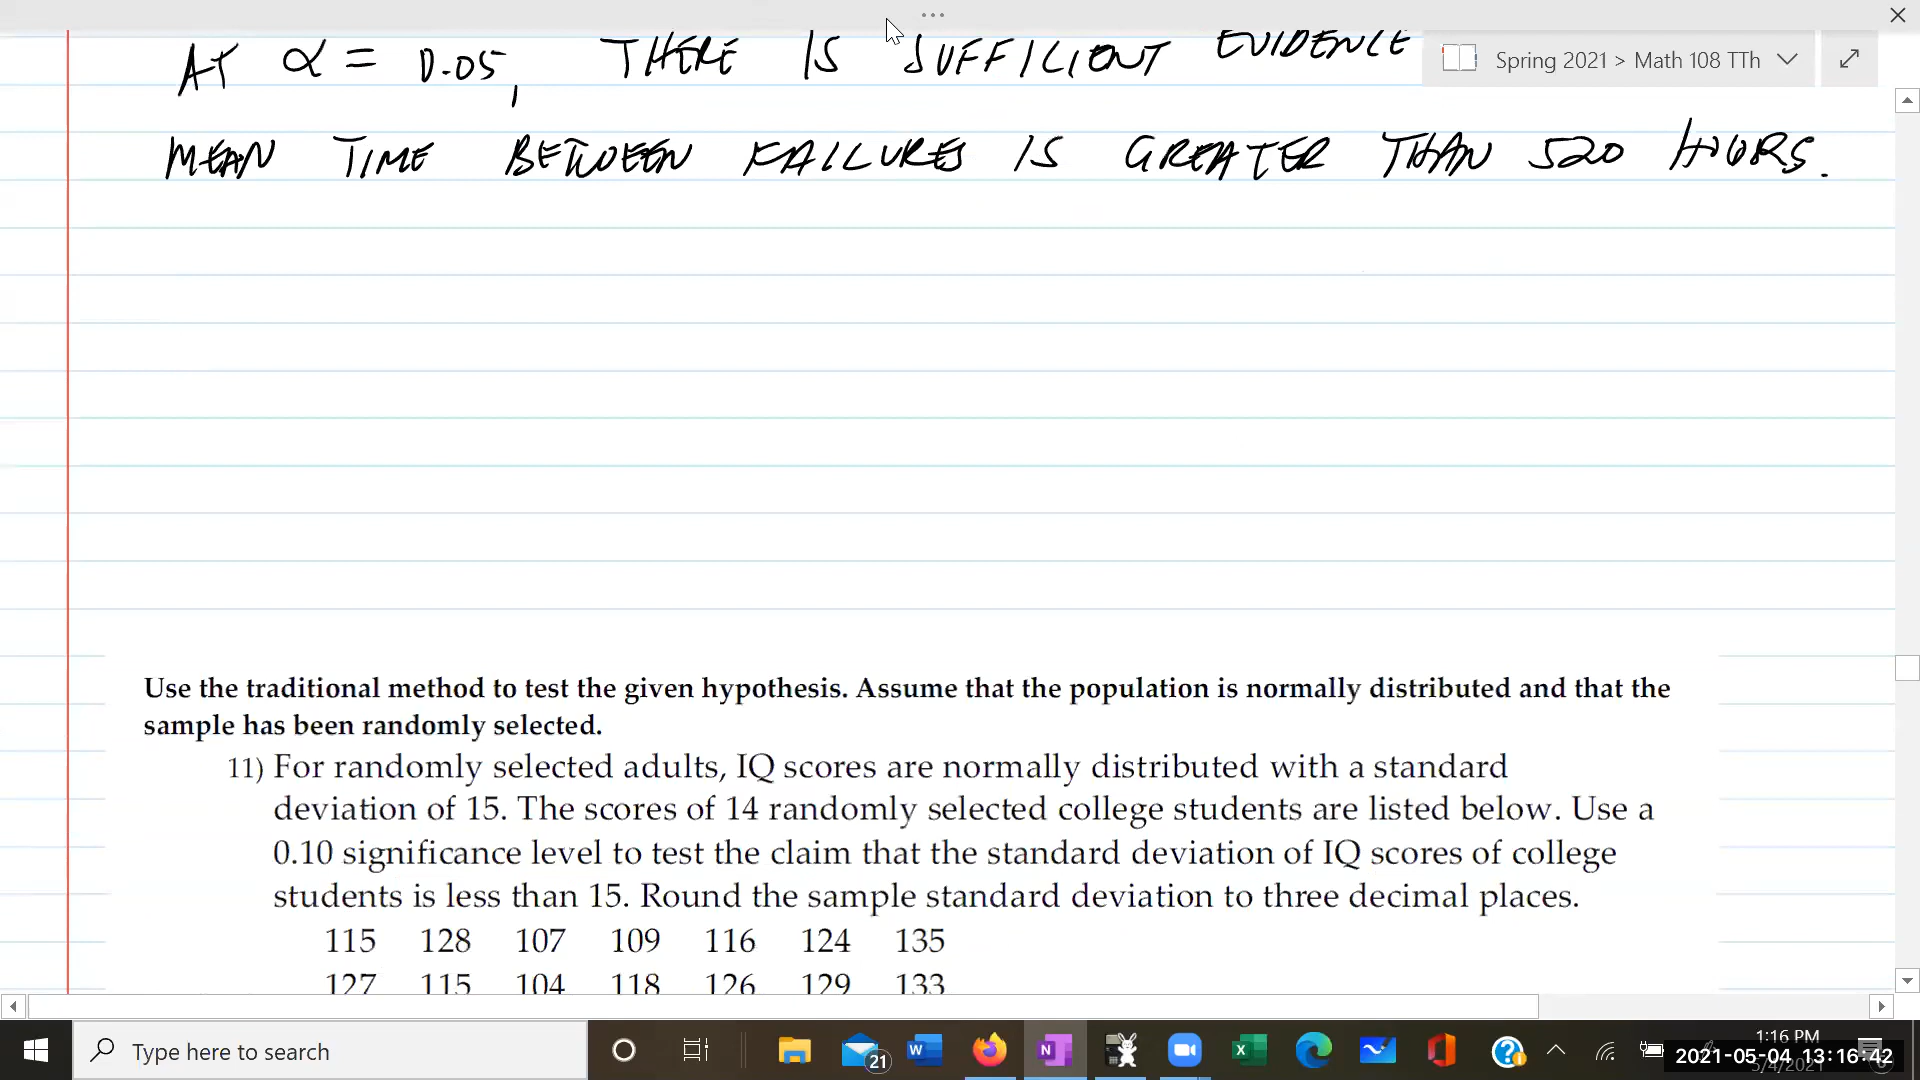 AT α = 0.05, THERE IS SUFFICIENT EVIDENCE
Spring 2021 > Math 108 TTh
MEAN TIME BETWEEN FAILURES IS GREATER THAN 520 HOURS.
Use the traditional method to test the given hypothesis. Assume that the population is normally distributed and that the
sample has been randomly selected.
11) For randomly selected adults, IQ scores are normally distributed with a standard
deviation of 15. The scores of 14 randomly selected college students are listed below. Use a
0.10 significance level to test the claim that the standard deviation of IQ scores of college
students is less than 15. Round the sample standard deviation to three decimal places.
115 128 107 109 116 124 135
127 115 104 118 126 129 133
Type here to search
21
1:16 PM
2021-05-04 13:16:42